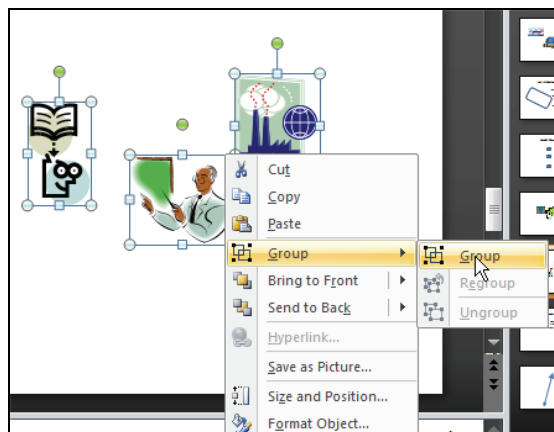 Cut
Copy
Paste
Group
Group
Bring to Front
Regroup
Send to Back
Ungroup
Hyperlink...
Save as Picture...
Size and Position...
Format Object...